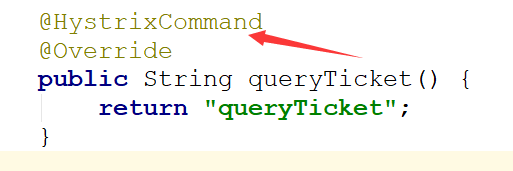 @HystrixCommand
@Override
public String queryTicket() {
    return "queryTicket";
}